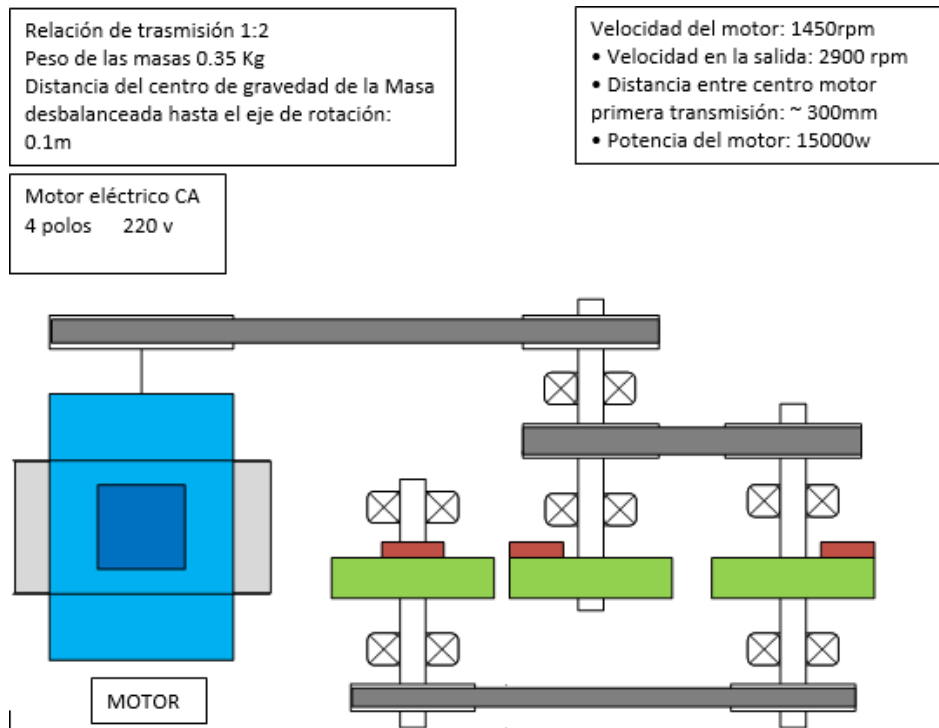 Relación de trasmisión 1:2
Peso de las masas 0.35 Kg
Distancia del centro de gravedad de la Masa
desbalanceada hasta el eje de rotación:
0.1m
Velocidad del motor: 1450rpm
• Velocidad en la salida: 2900 rpm
• Distancia entre centro motor
primera transmisión: ~ 300mm
• Potencia del motor: 15000w
Motor eléctrico CA
4 polos 220 v
MOTOR